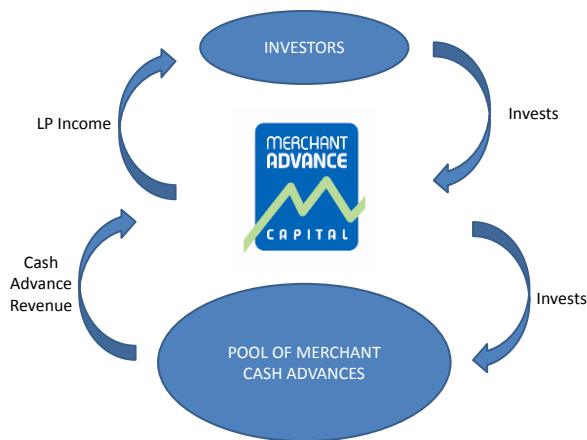 INVESTORS
LP Income
Invests
MERCHANT
ADVANCE
CAPITAL
Cash
Advance
Revenue
Invests
POOL OF MERCHANT
CASH ADVANCES